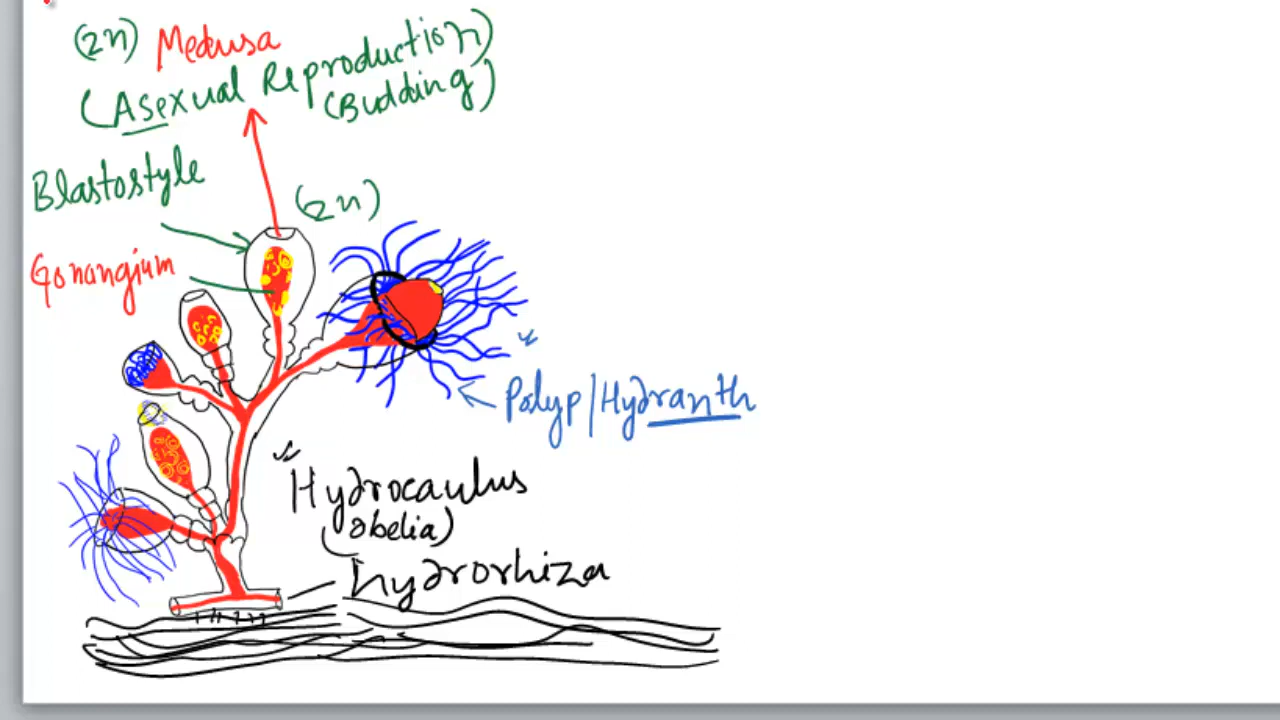 (2n) Medusa
(Asexual Reproduction)
(Budding)
Blastostyle
(2n)
Gonangium
Polyp/Hydranth
Hydrocaulus
(obelia)
hydrorhiza